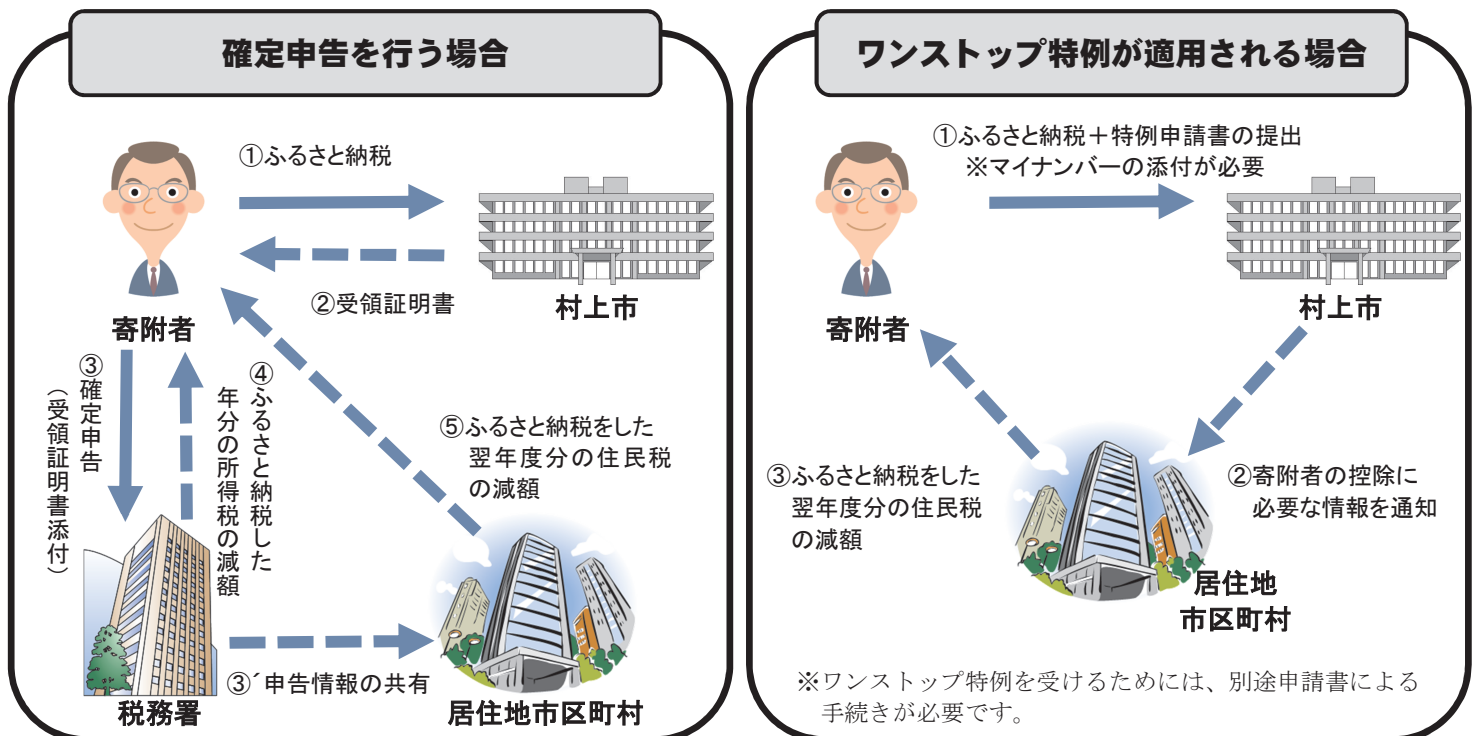 確定申告を行う場合
①ふるさと納税
②受領証明書
寄附者
村上市
③確定申告
（受領証明書添付）
④ふるさと納税した
年分の所得税の減額
⑤ふるさと納税をした
翌年度分の住民税
の減額
③´申告情報の共有
税務署
居住地市区町村
ワンストップ特例が適用される場合
①ふるさと納税＋特例申請書の提出
※マイナンバーの添付が必要
寄附者
村上市
③ふるさと納税をした
翌年度分の住民税
の減額
②寄附者の控除に
必要な情報を通知
居住地
市区町村
※ワンストップ特例を受けるためには、別途申請書による
手続きが必要です。